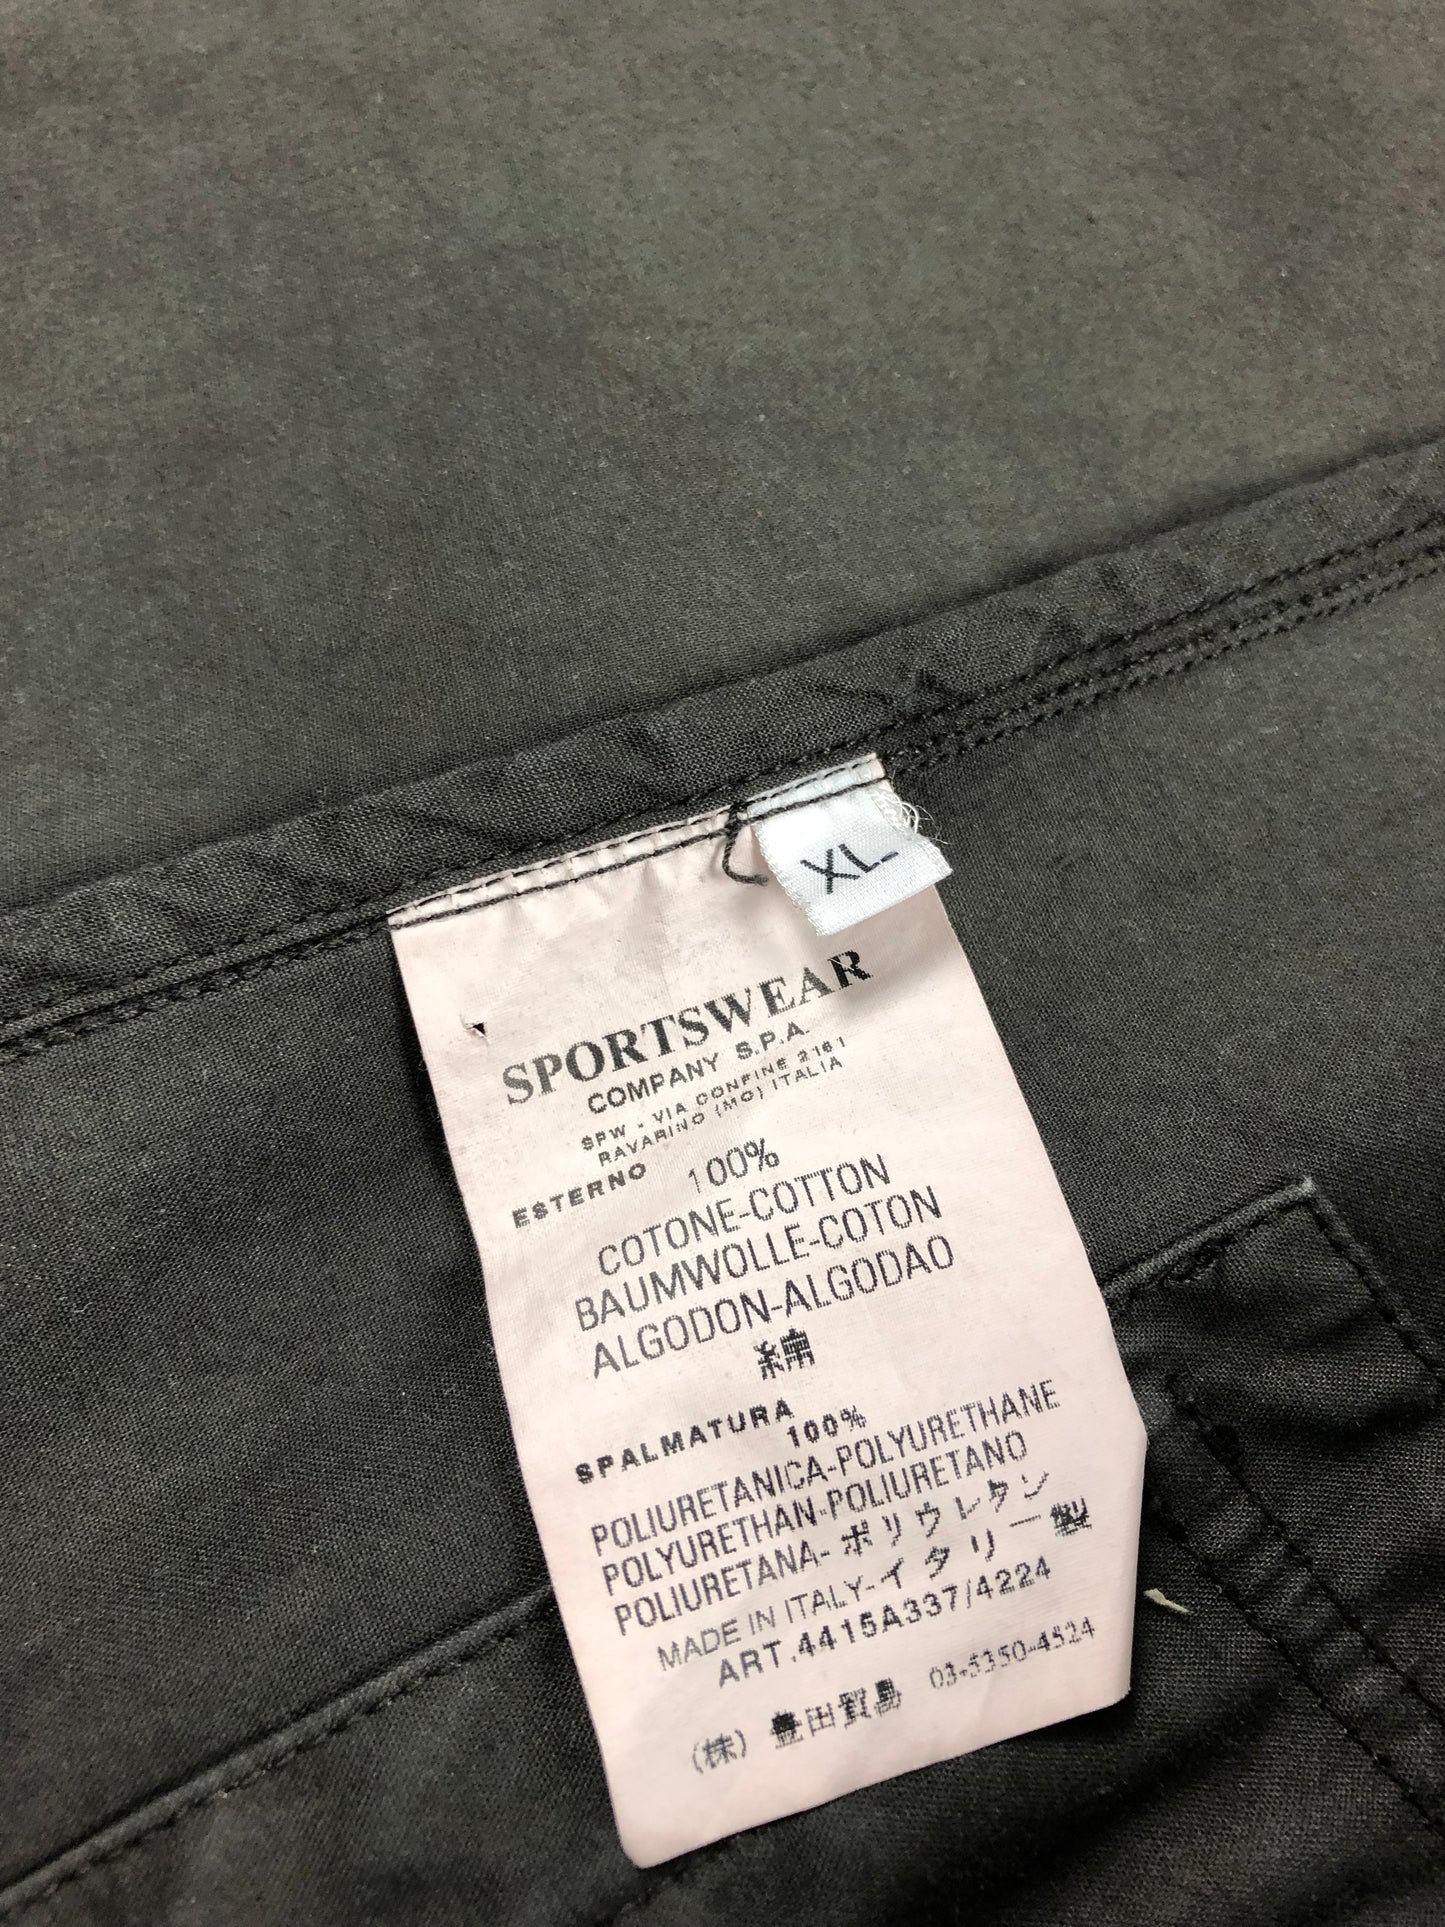 XL
SPORTSWEAR
COMPANY S.P.A.
SPW - VIA CONFINE 2161
RAVARINO (MO) ITALIA
ESTERNO 100%
COTONE-COTTON
BAUMWOLLE-COTON
ALGODON-ALGODAO
綿
SPALMATURA
100%
POLIURETANICA-POLYURETHANE
POLYURETHAN-POLIURETANO
POLIURETANA-ポリウレタン
MADE IN ITALY-イタリー製
ART.4415A337/4224
(株) 豊田貿易 03-5350-4524